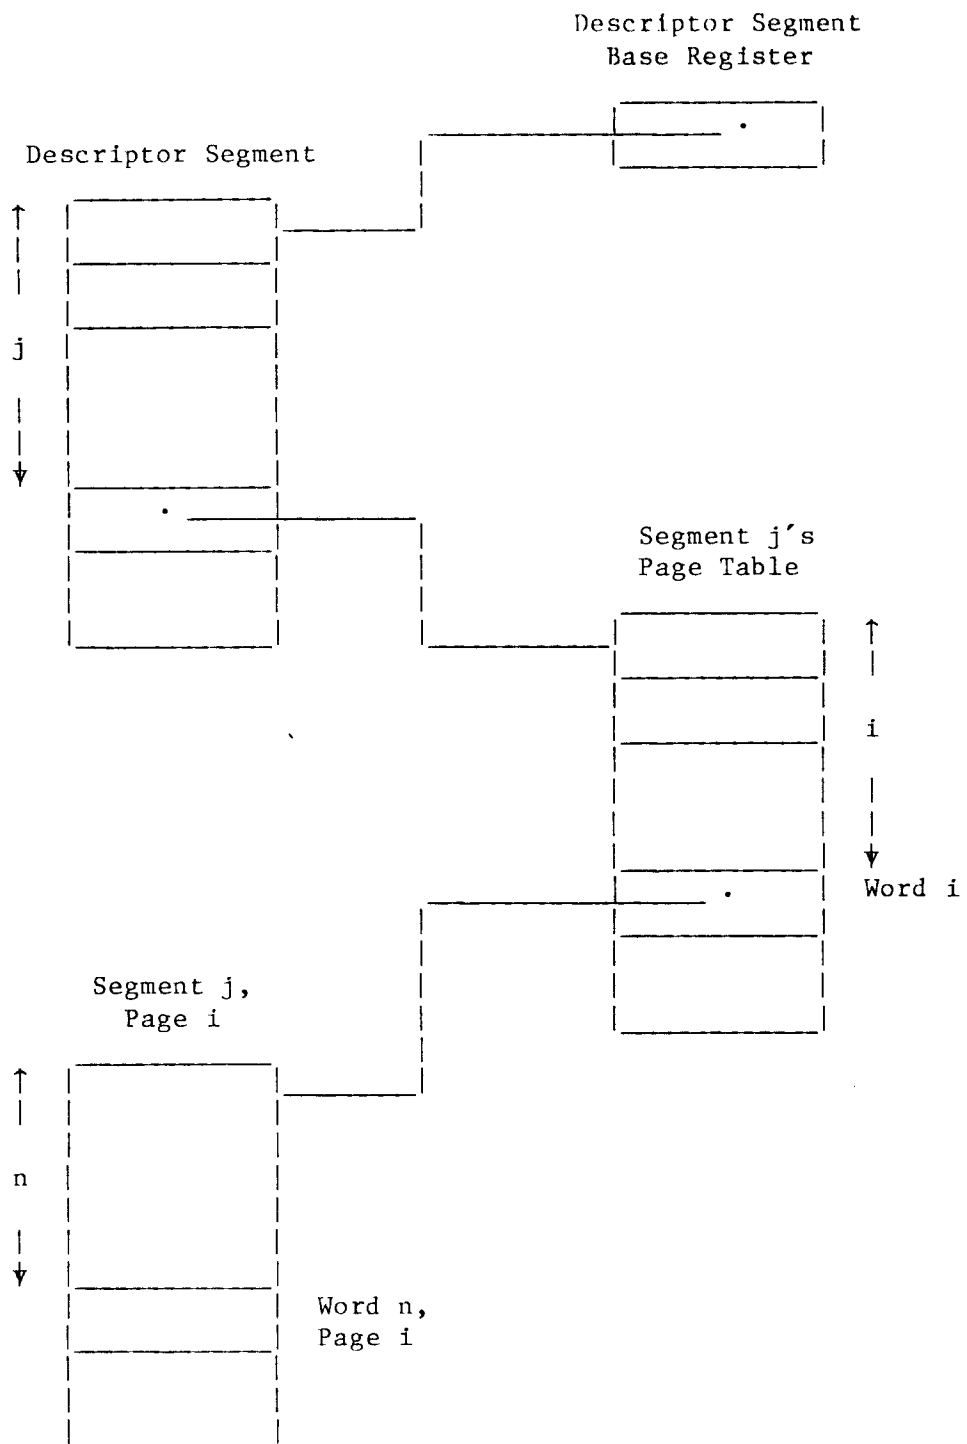 Descriptor Segment
Base Register
Descriptor Segment
j
Segment j´s
Page Table
i
Word i
Segment j,
Page i
n
Word n,
Page i